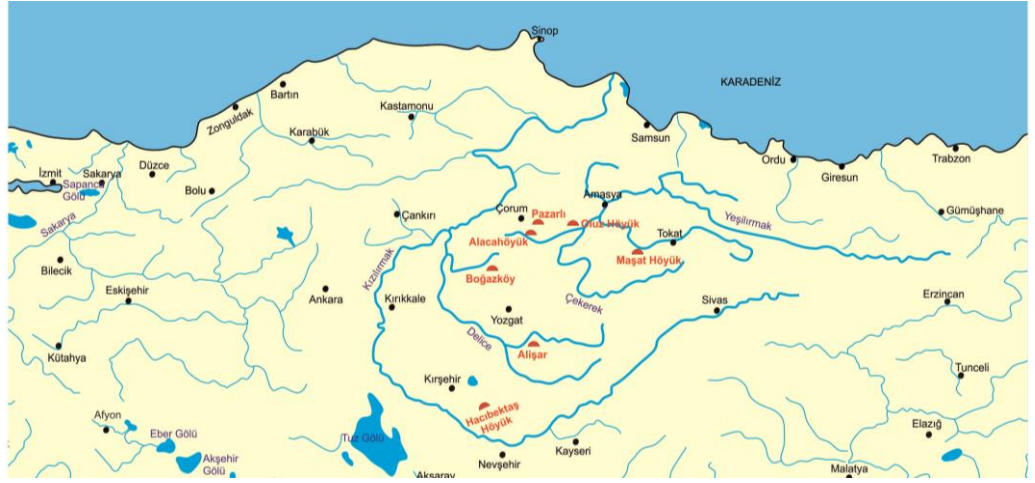 Sinop
KARADENİZ
Bartın
Zonguldak
Kastamonu
Karabük
Samsun
Ordu
Giresun
Trabzon
İzmit
Sakarya
Düzce
Sapanca
Gölü
Bolu
Sakarya
Çankırı
Çorum
Pazarlı
Oluz Höyük
Amasya
Yeşilırmak
Gümüşhane
Alacahöyük
Tokat
Maşat Höyük
Bilecik
Kızılırmak
Boğazköy
Eskişehir
Ankara
Kırıkkale
Çekerek
Sivas
Erzincan
Yozgat
Delice
Kütahya
Alişar
Kırşehir
Tunceli
Hacıbektaş
Höyük
Afyon
Eber Gölü
Akşehir
Gölü
Tuz Gölü
Kayseri
Elazığ
Nevşehir
Aksaray
Malatya